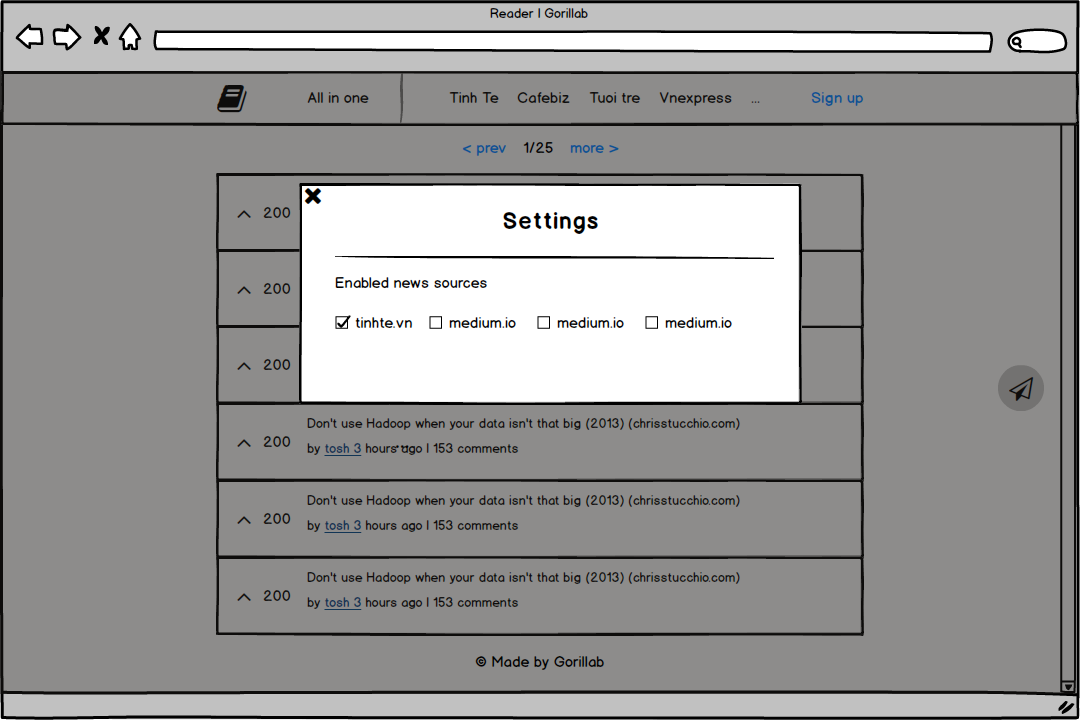 Reader | Gorillab
All in one Tinh Te Cafebiz Tuoi tre Vnexpress ... Sign up
< prev 1/25 more >
200
Settings
200
Enabled news sources
tinhte.vn medium.io medium.io medium.io
200
Don't use Hadoop when your data isn't that big (2013) (chrisstucchio.com)
200
by tosh 3 hours ago | 153 comments
Don't use Hadoop when your data isn't that big (2013) (chrisstucchio.com)
200
by tosh 3 hours ago | 153 comments
Don't use Hadoop when your data isn't that big (2013) (chrisstucchio.com)
200
by tosh 3 hours ago | 153 comments
© Made by Gorillab